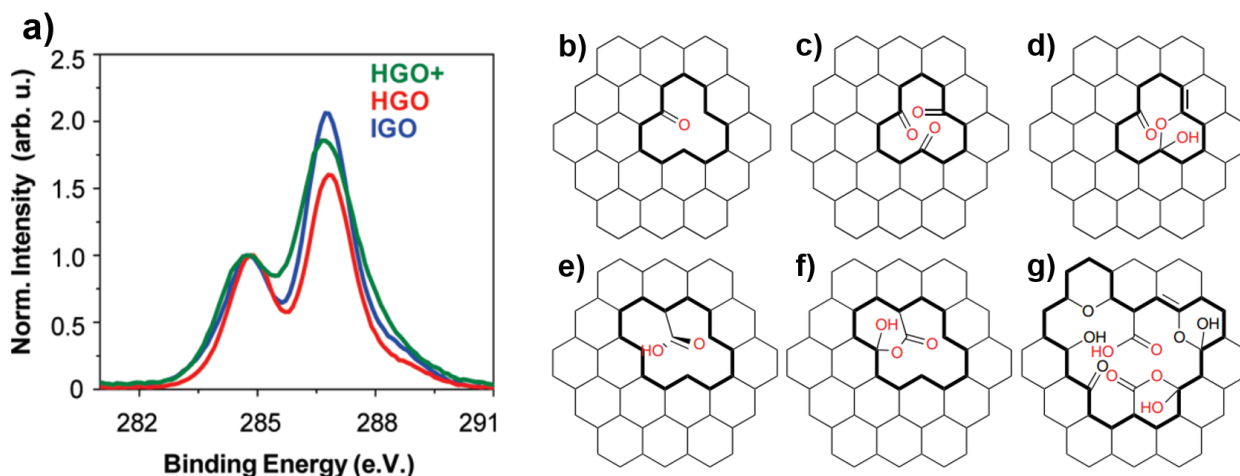 a)
Norm. Intensity (arb. u.)
2.5
2.0
1.5
1.0
0.5
0
282
285
288
291
Binding Energy (e.V.)
HGO+
HGO
IGO
b)
O
c)
O
O
O
d)
O
O
OH
e)
HO
O
f)
OH
O
O
g)
O
O
OH
OH
HO
O
O
O
O
HO